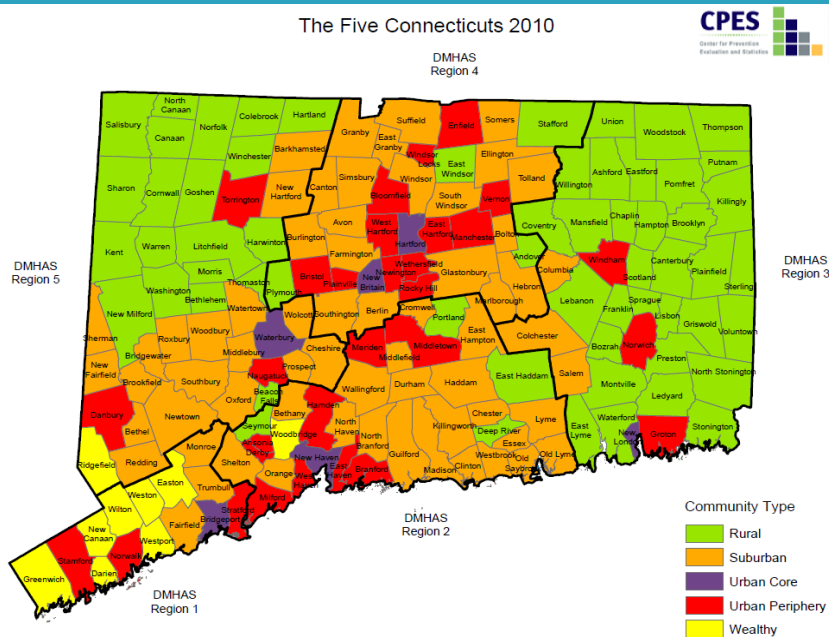 The Five Connecticuts 2010
CPES
Center for Prevention
Evaluation and Statistics
DMHAS
Region 4
North
Canaan
Colebrook
Hartland
Salisbury
Canaan
Norfolk
Winchester
Barkhamsted
Sharon
Cornwall
Goshen
Torrington
New
Hartford
Kent
Warren
Litchfield
Harwinton
Morris
Washington
Bethlehem
Thomaston
Plymouth
Watertown
New Milford
Woodbury
Roxbury
Sherman
Bridgewater
Middlebury
New
Fairfield
Brookfield
Southbury
Oxford
Danbury
Newtown
Bethel
Ridgefield
Redding
Waterbury
Naugatuck
Beacon
Falls
Prospect
Cheshire
Wolcott
Southington
Granby
East
Granby
Suffield
Enfield
Somers
Stafford
Windsor
Locks
East
Windsor
Ellington
Simsbury
Canton
Windsor
Bloomfield
South
Windsor
Vernon
Tolland
Avon
West
Hartford
Hartford
East
Hartford
Manchester
Bolton
Burlington
Farmington
Bristol
Plainville
New
Britain
Newington
Wethersfield
Rocky Hill
Glastonbury
Berlin
Cromwell
Marlborough
Hebron
Andover
Coventry
Columbia
Union
Woodstock
Thompson
Putnam
Ashford
Eastford
Pomfret
Willington
Killingly
Mansfield
Chaplin
Hampton
Brooklyn
Windham
Scotland
Canterbury
Plainfield
Sterling
Lebanon
Franklin
Sprague
Lisbon
Griswold
Voluntown
Bozrah
Norwich
Preston
North Stonington
Colchester
Salem
Montville
Ledyard
Waterford
East
Lyme
New
London
Groton
Stonington
Portland
East
Hampton
Meriden
Middletown
Middlefield
East Haddam
Wallingford
Durham
Haddam
Chester
Deep River
Killingworth
Essex
Lyme
Westbrook
Old
Saybrook
Old Lyme
Hamden
North
Haven
North
Branford
Guilford
Madison
Clinton
Bethany
Woodbridge
Seymour
Ansonia
Derby
Shelton
Orange
New Haven
West
Haven
East
Haven
Branford
Milford
Monroe
Trumbull
Stratford
Bridgeport
Fairfield
Easton
Weston
Wilton
Westport
New
Canaan
Norwalk
Darien
Stamford
Greenwich
DMHAS
Region 5
DMHAS
Region 3
DMHAS
Region 2
DMHAS
Region 1
Community Type
Rural
Suburban
Urban Core
Urban Periphery
Wealthy